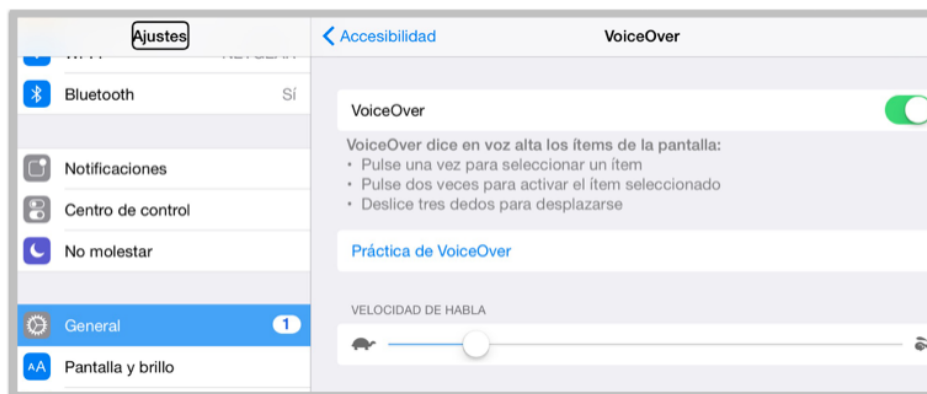 Ajustes
Bluetooth Sí
Notificaciones
Centro de control
No molestar
General 1
AA Pantalla y brillo
Accesibilidad VoiceOver
VoiceOver
VoiceOver dice en voz alta los ítems de la pantalla:
• Pulse una vez para seleccionar un ítem
• Pulse dos veces para activar el ítem seleccionado
• Deslice tres dedos para desplazarse
Práctica de VoiceOver
VELOCIDAD DE HABLA